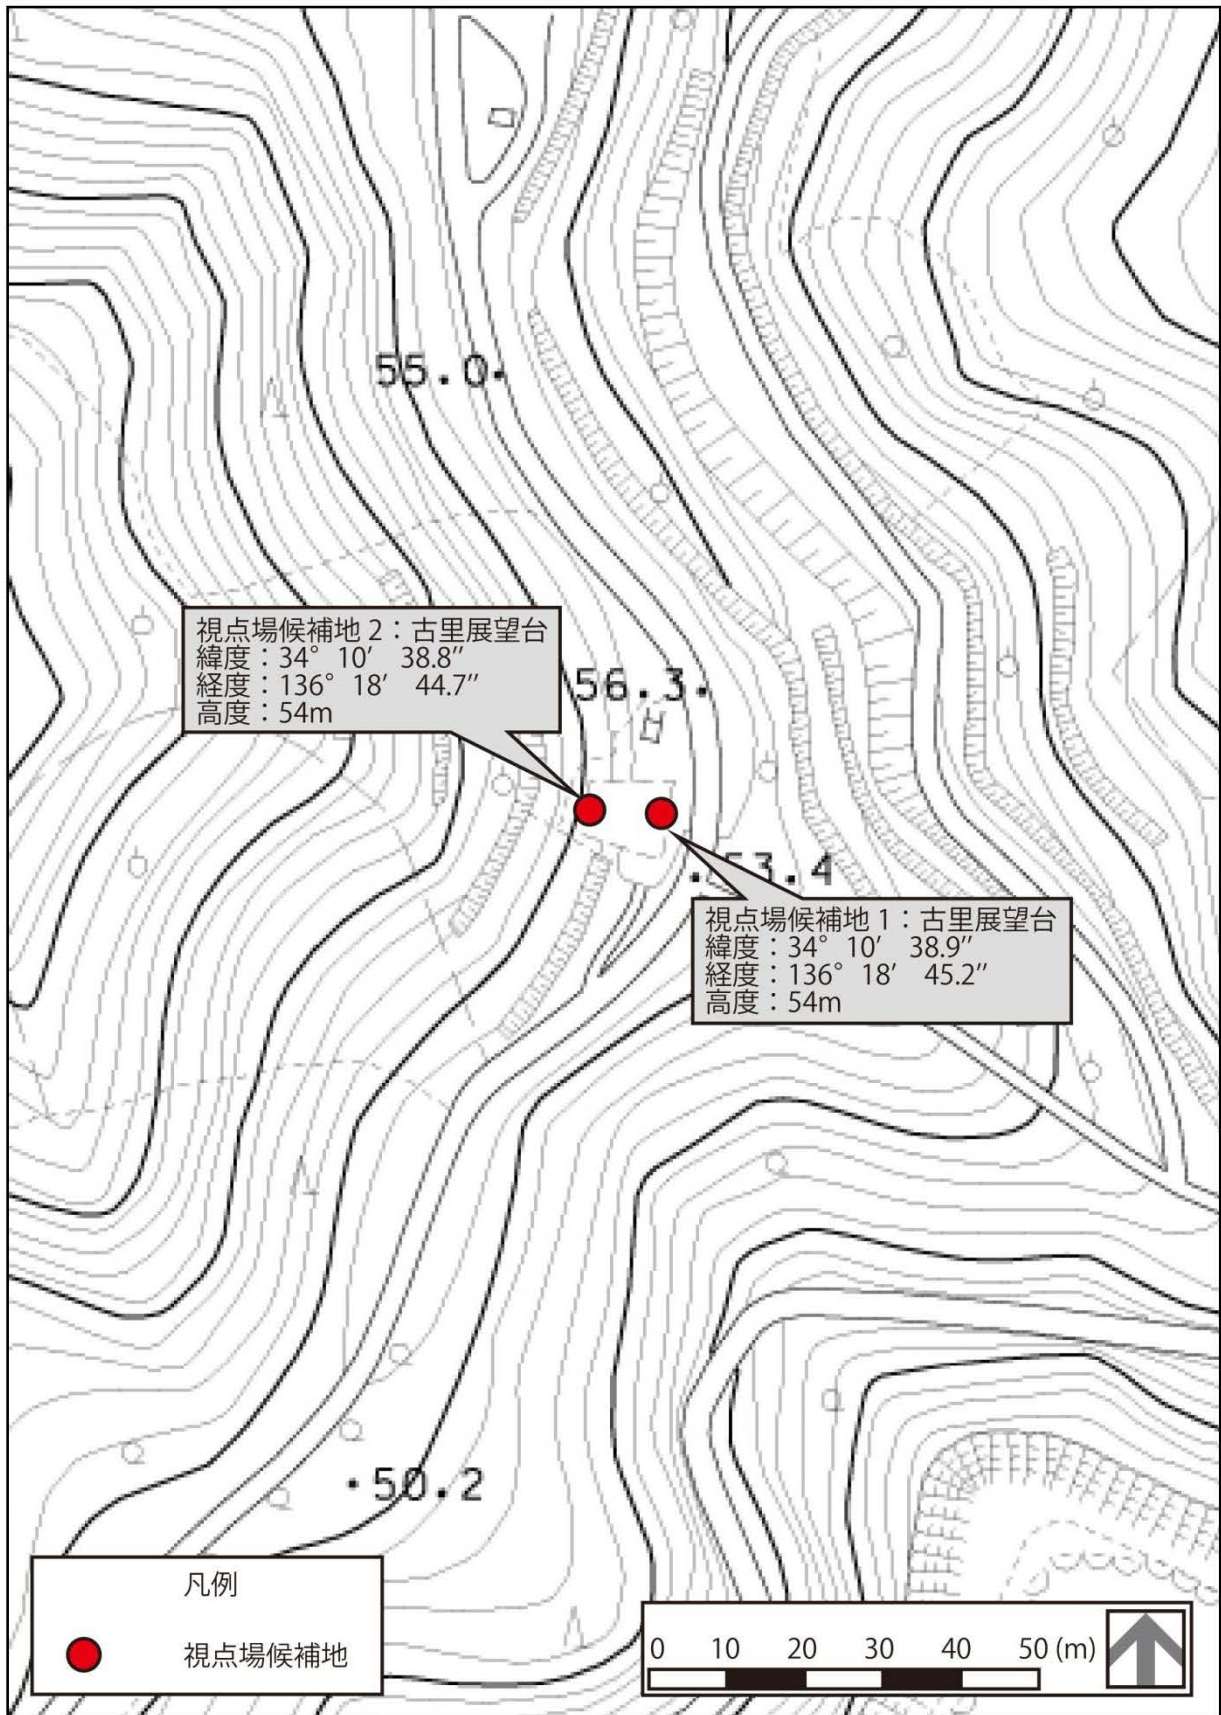 55.0
視点場候補地 2：古里展望台
緯度：34° 10′ 38.8″
経度：136° 18′ 44.7″
高度：54m
56.3
53.4
視点場候補地 1：古里展望台
緯度：34° 10′ 38.9″
経度：136° 18′ 45.2″
高度：54m
50.2
凡例
視点場候補地
0 10 20 30 40 50 (m)